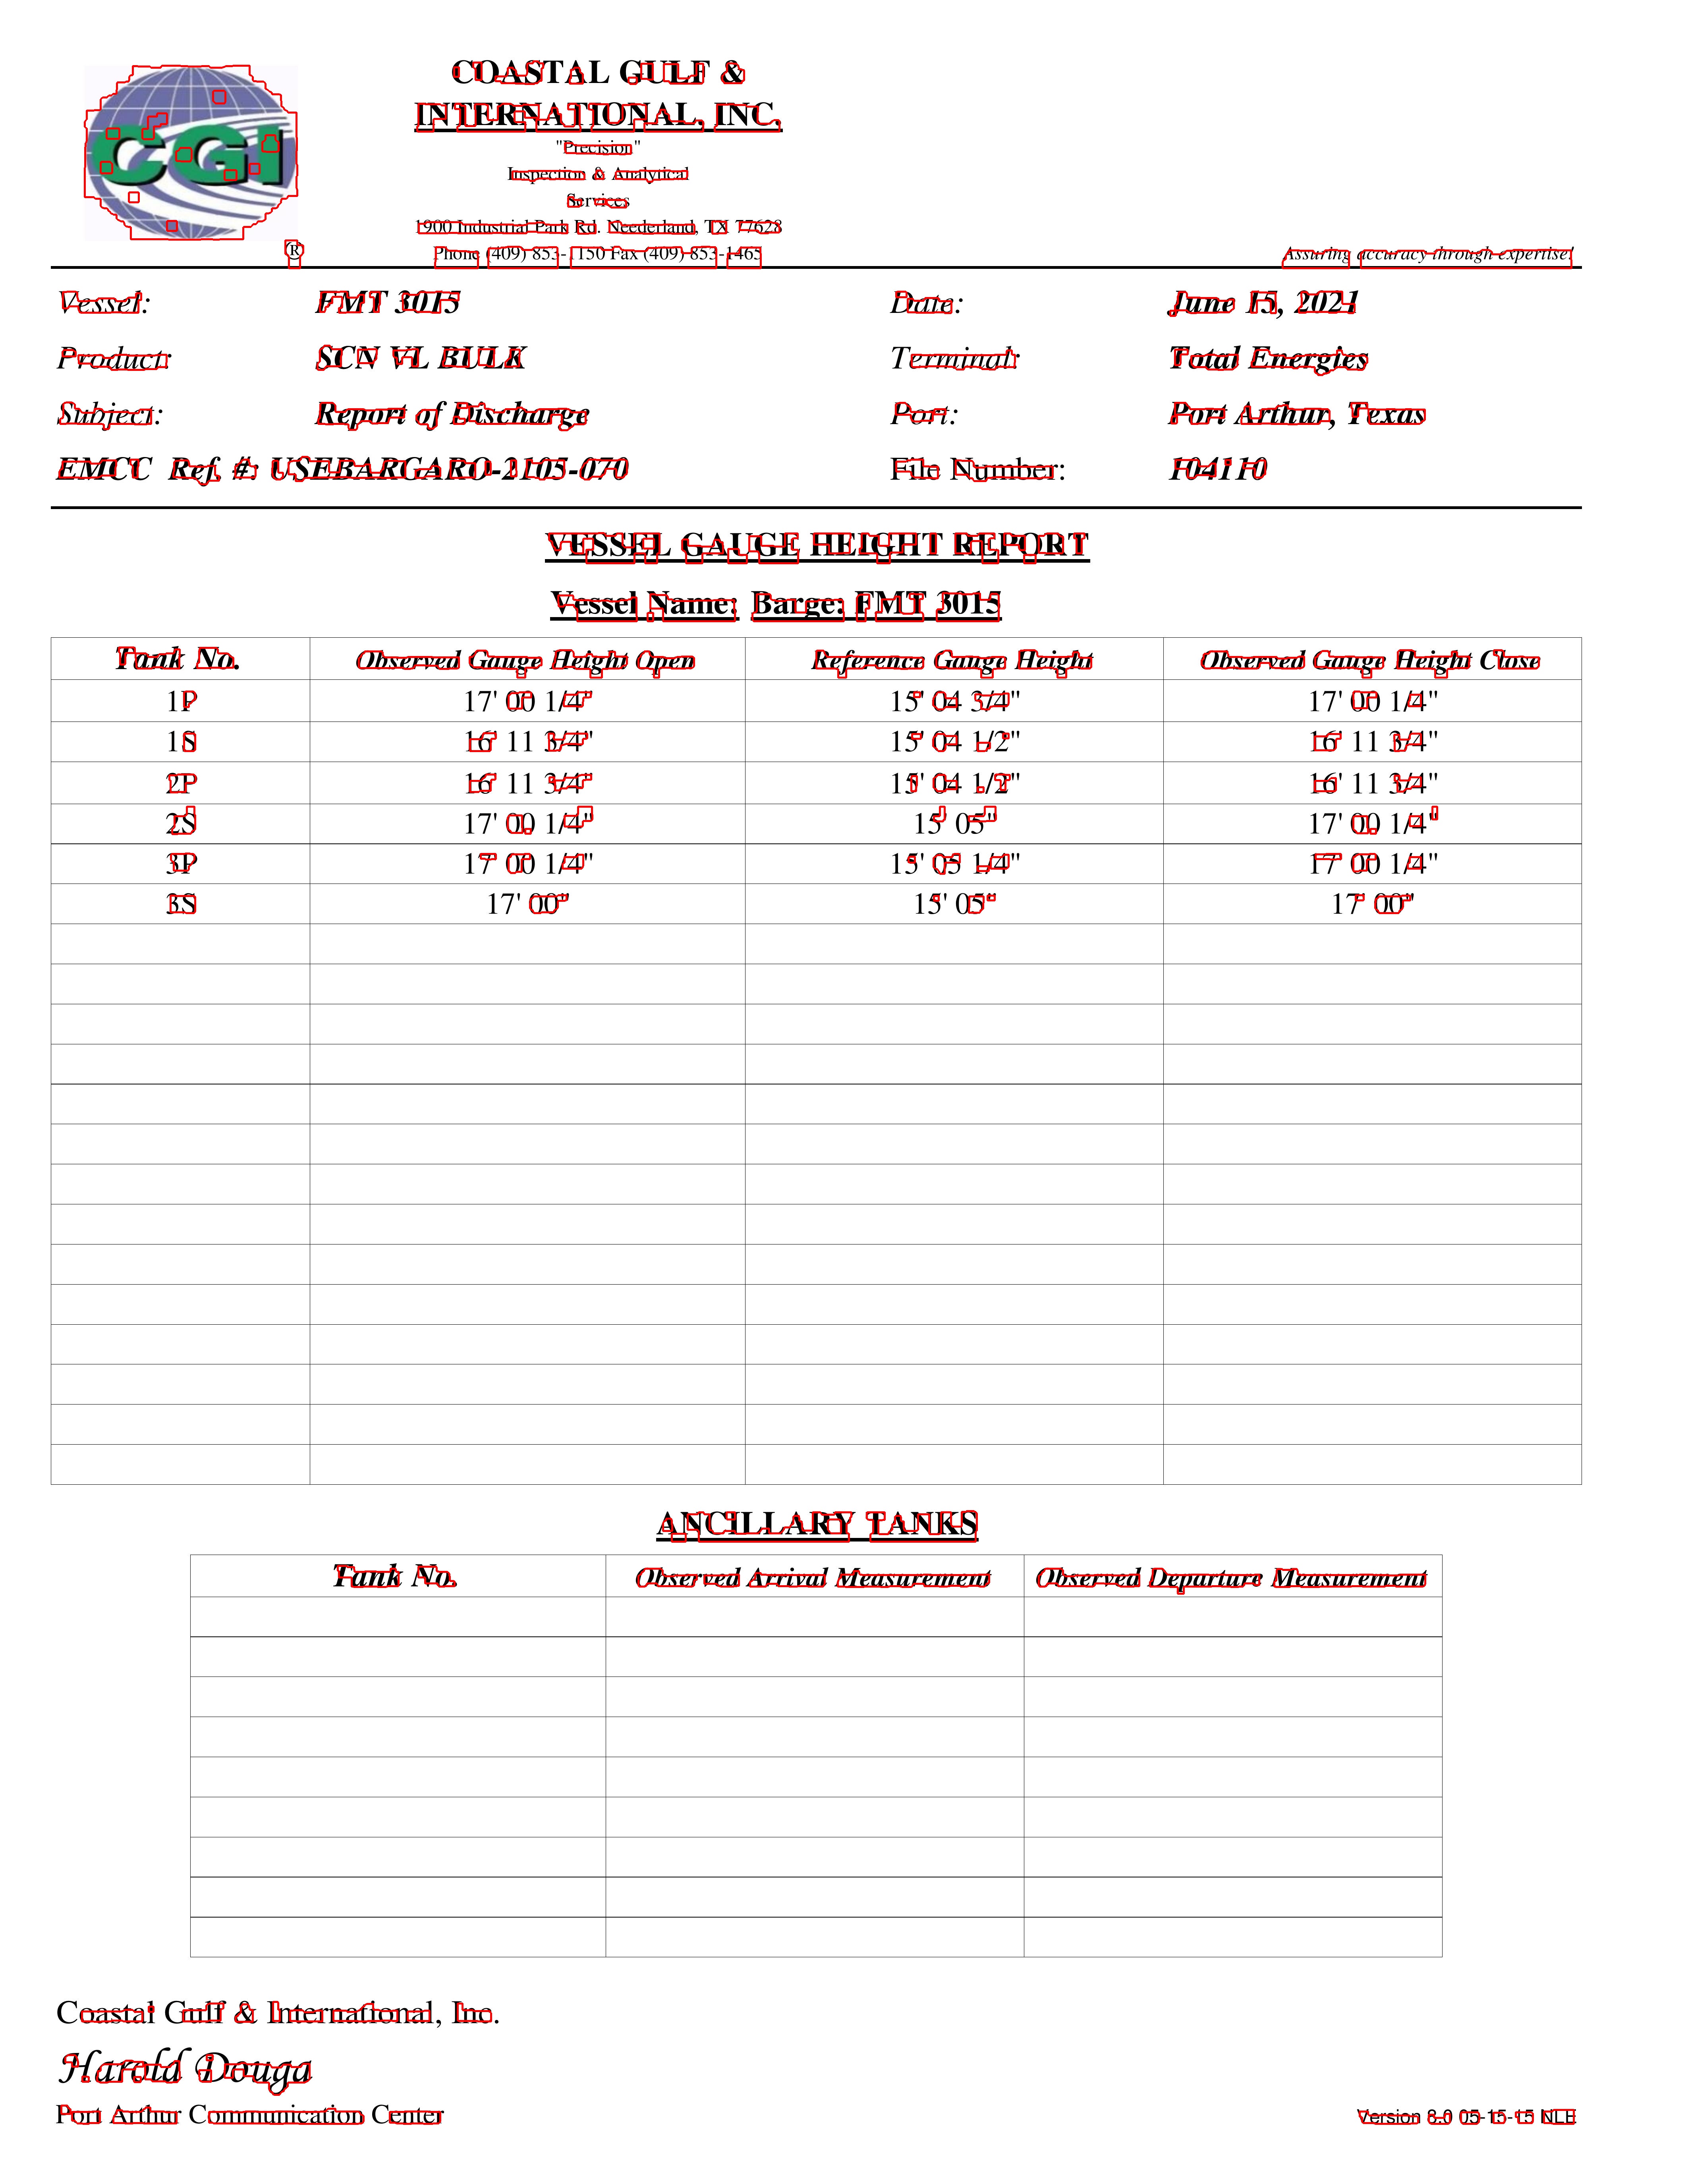 CGI
®
COASTAL GULF &
INTERNATIONAL, INC.
"Precision"
Inspection & Analytical
Services
1900 Industrial Park Rd. Neederland, TX 77628
Phone (409) 853-1150 Fax (409) 853-1465
Assuring accuracy through expertise!
Vessel: FMT 3015 Date: June 15, 2021
Product: SCN VL BULK Terminal: Total Energies
Subject: Report of Discharge Port: Port Arthur, Texas
EMCC Ref. #: USEBARGARO-2105-070 File Number: 104110
VESSEL GAUGE HEIGHT REPORT
Vessel Name: Barge: FMT 3015
Tank No. Observed Gauge Height Open Reference Gauge Height Observed Gauge Height Close
1P 17' 00 1/4" 15' 04 3/4" 17' 00 1/4"
1S 16' 11 3/4" 15' 04 1/2" 16' 11 3/4"
2P 16' 11 3/4" 15' 04 1/2" 16' 11 3/4"
2S 17' 00 1/4" 15' 05" 17' 00 1/4"
3P 17' 00 1/4" 15' 05 1/4" 17' 00 1/4"
3S 17' 00" 15' 05" 17' 00"
ANCILLARY TANKS
Tank No. Observed Arrival Measurement Observed Departure Measurement
Coastal Gulf & International, Inc.
Harold Douga
Port Arthur Communication Center
Version 8.0 05-15-15 NLH